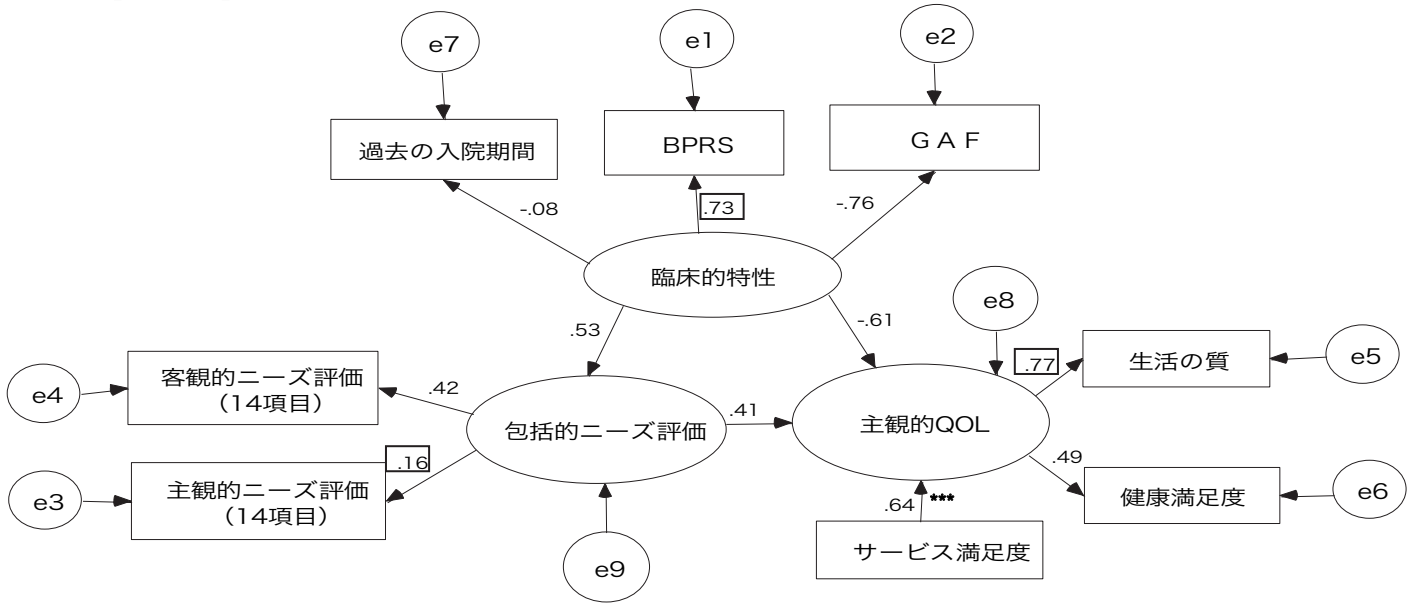 e7
e1
e2
過去の入院期間
BPRS
ＧＡＦ
-.08
.73
-.76
臨床的特性
e8
.53
-.61
e4
客観的ニーズ評価
（14項目）
.42
包括的ニーズ評価
.41
主観的QOL
.77
生活の質
e5
e3
主観的ニーズ評価
（14項目）
.16
.49
健康満足度
e6
.64 ***
サービス満足度
e9